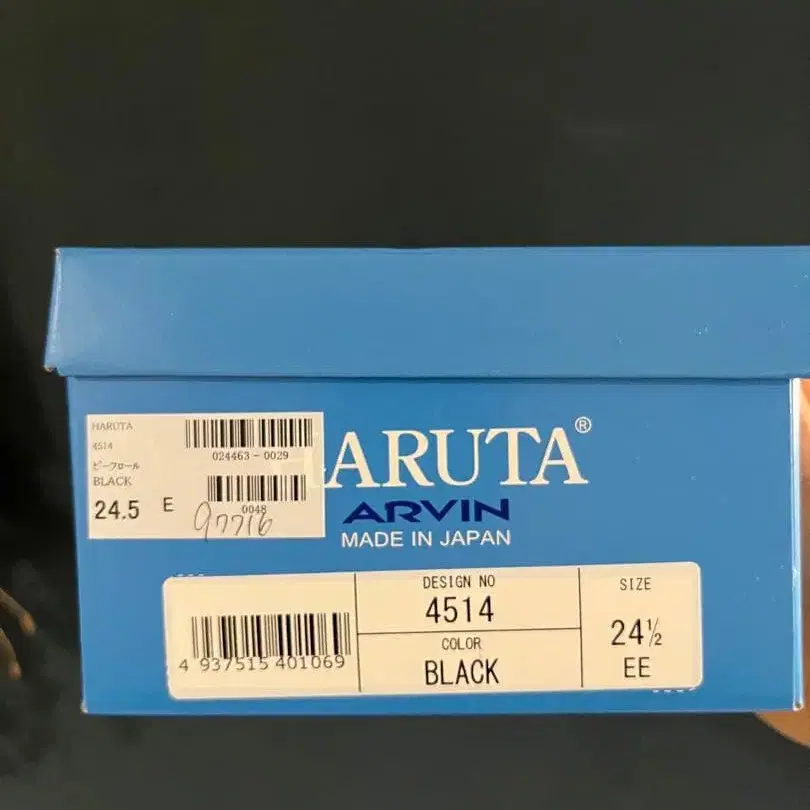 HARUTA
4514
ビーフロール
BLACK
24.5 E
024463-0029
0048
97716
HARUTA®
ARVIN
MADE IN JAPAN
4 937515 401069
DESIGN NO
4514
COLOR
BLACK
SIZE
24½
EE